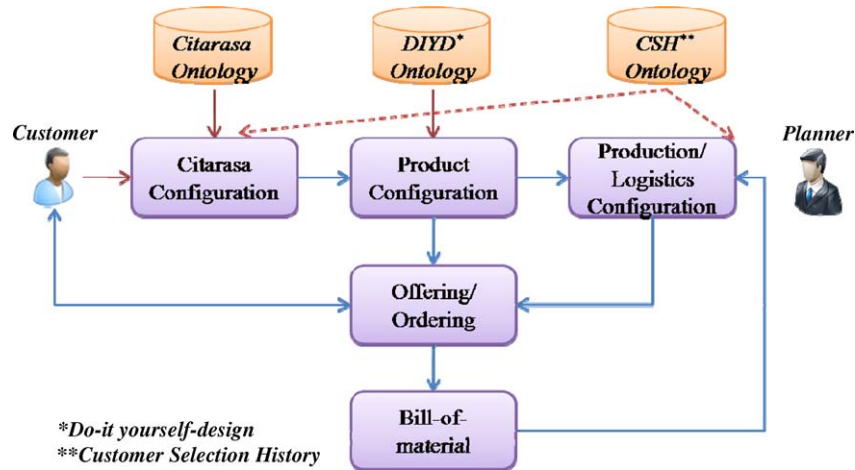 Citarasa
Ontology
DIYD*
Ontology
CSH**
Ontology
Customer
Planner
Citarasa
Configuration
Product
Configuration
Production/
Logistics
Configuration
Offering/
Ordering
Bill-of-
material
*Do-it yourself-design
**Customer Selection History